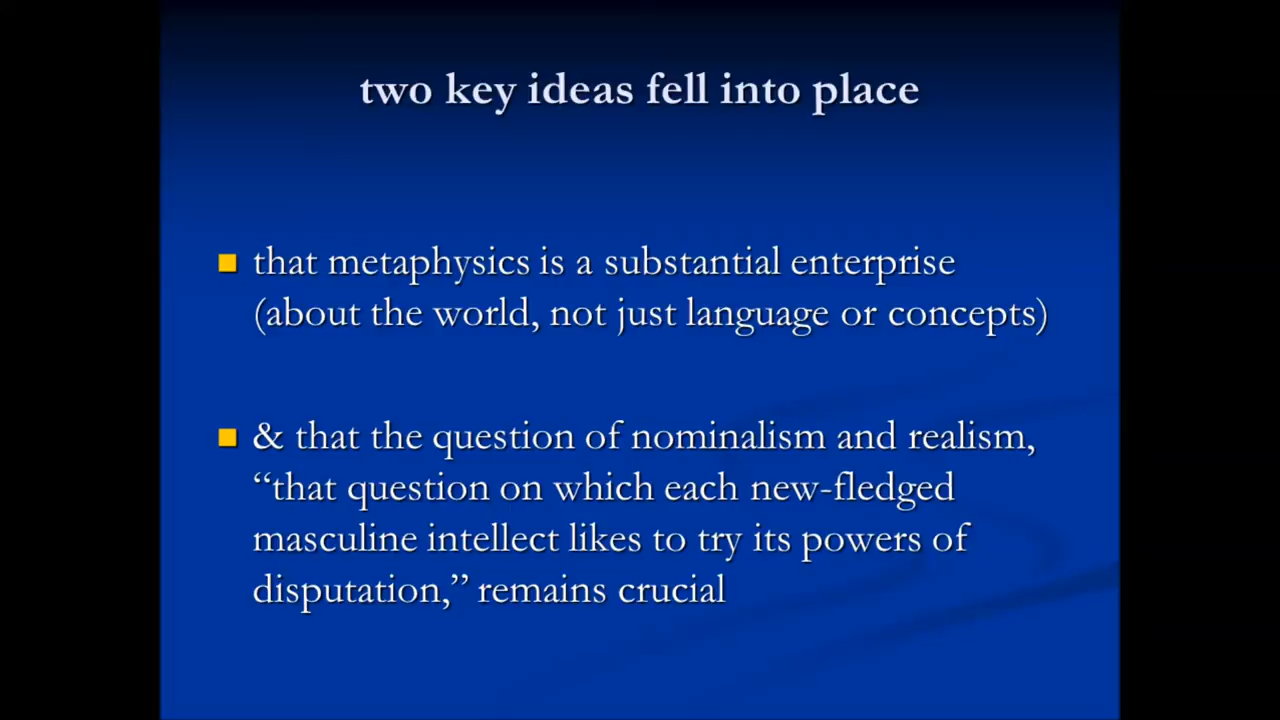 two key ideas fell into place
that metaphysics is a substantial enterprise
(about the world, not just language or concepts)
& that the question of nominalism and realism,
“that question on which each new-fledged
masculine intellect likes to try its powers of
disputation,” remains crucial